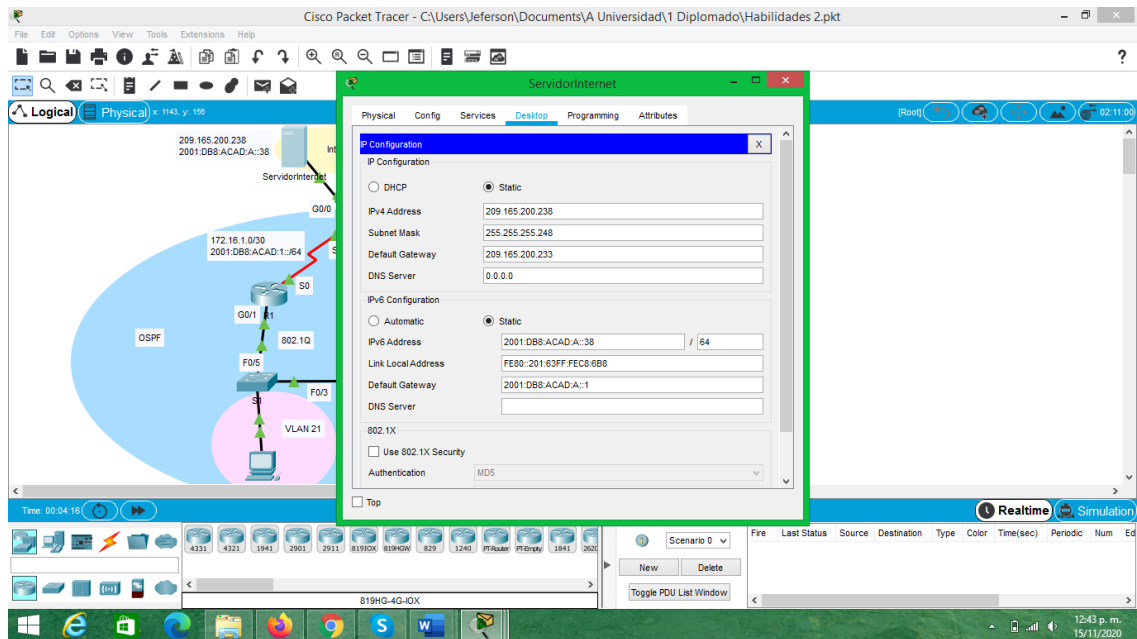 Cisco Packet Tracer - C:\Users\Jeferson\Documents\A Universidad\1 Diplomado\Habilidades 2.pkt
File Edit Options View Tools Extensions Help
?
Logical Physical x: 1143, y: 156
[Root] 02:11:00
209.165.200.238
2001:DB8:ACAD:A::38
Int
ServidorInternet
G0/0
172.16.1.0/30
2001:DB8:ACAD:1::/64
S
S0
G0/1 R1
OSPF
802.1Q
F0/5
F0/3
S1
VLAN 21
ServidorInternet
Physical Config Services Desktop Programming Attributes
IP Configuration X
IP Configuration
DHCP Static
IPv4 Address 209.165.200.238
Subnet Mask 255.255.255.248
Default Gateway 209.165.200.233
DNS Server 0.0.0.0
IPv6 Configuration
Automatic Static
IPv6 Address 2001:DB8:ACAD:A::38 / 64
Link Local Address FE80::201:63FF:FEC8:6B8
Default Gateway 2001:DB8:ACAD:A::1
DNS Server
802.1X
Use 802.1X Security
Authentication MD5
Top
Time: 00:04:16
Realtime Simulation
4331 4321 1941 2901 2911 819IOX 819HGW 829 1240 PT-Router PT-Empty 1841 2620
819HG-4G-IOX
Scenario 0
New Delete
Toggle PDU List Window
Fire Last Status Source Destination Type Color Time(sec) Periodic Num Ed
12:43 p. m.
15/11/2020